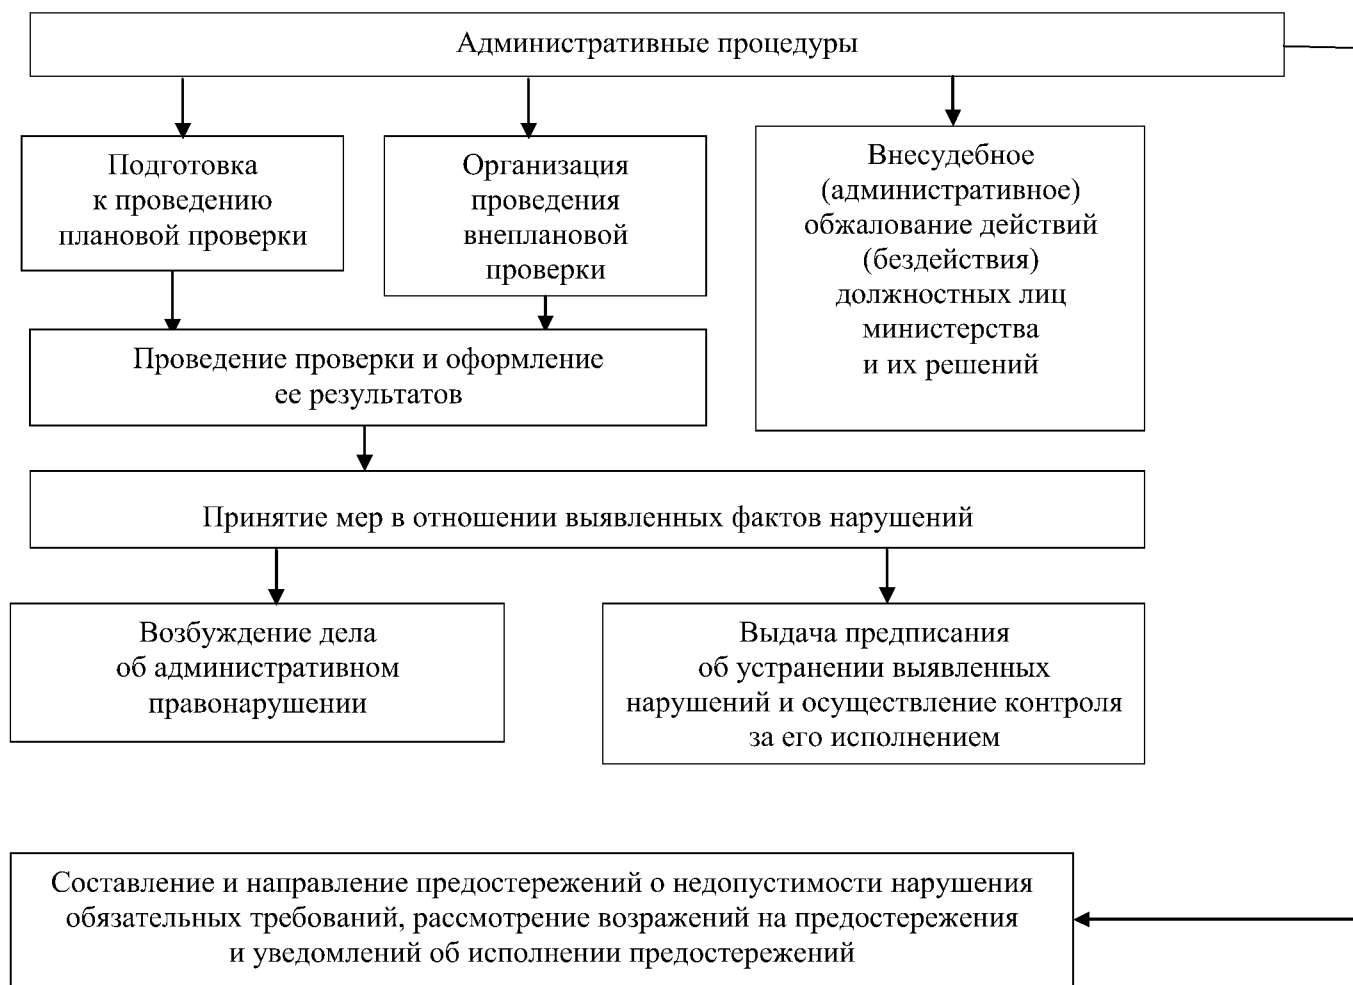 Административные процедуры
Подготовка
к проведению
плановой проверки
Организация
проведения
внеплановой
проверки
Внесудебное
(административное)
обжалование действий
(бездействия)
должностных лиц
министерства
и их решений
Проведение проверки и оформление
ее результатов
Принятие мер в отношении выявленных фактов нарушений
Возбуждение дела
об административном
правонарушении
Выдача предписания
об устранении выявленных
нарушений и осуществление контроля
за его исполнением
Составление и направление предостережений о недопустимости нарушения
обязательных требований, рассмотрение возражений на предостережения
и уведомлений об исполнении предостережений